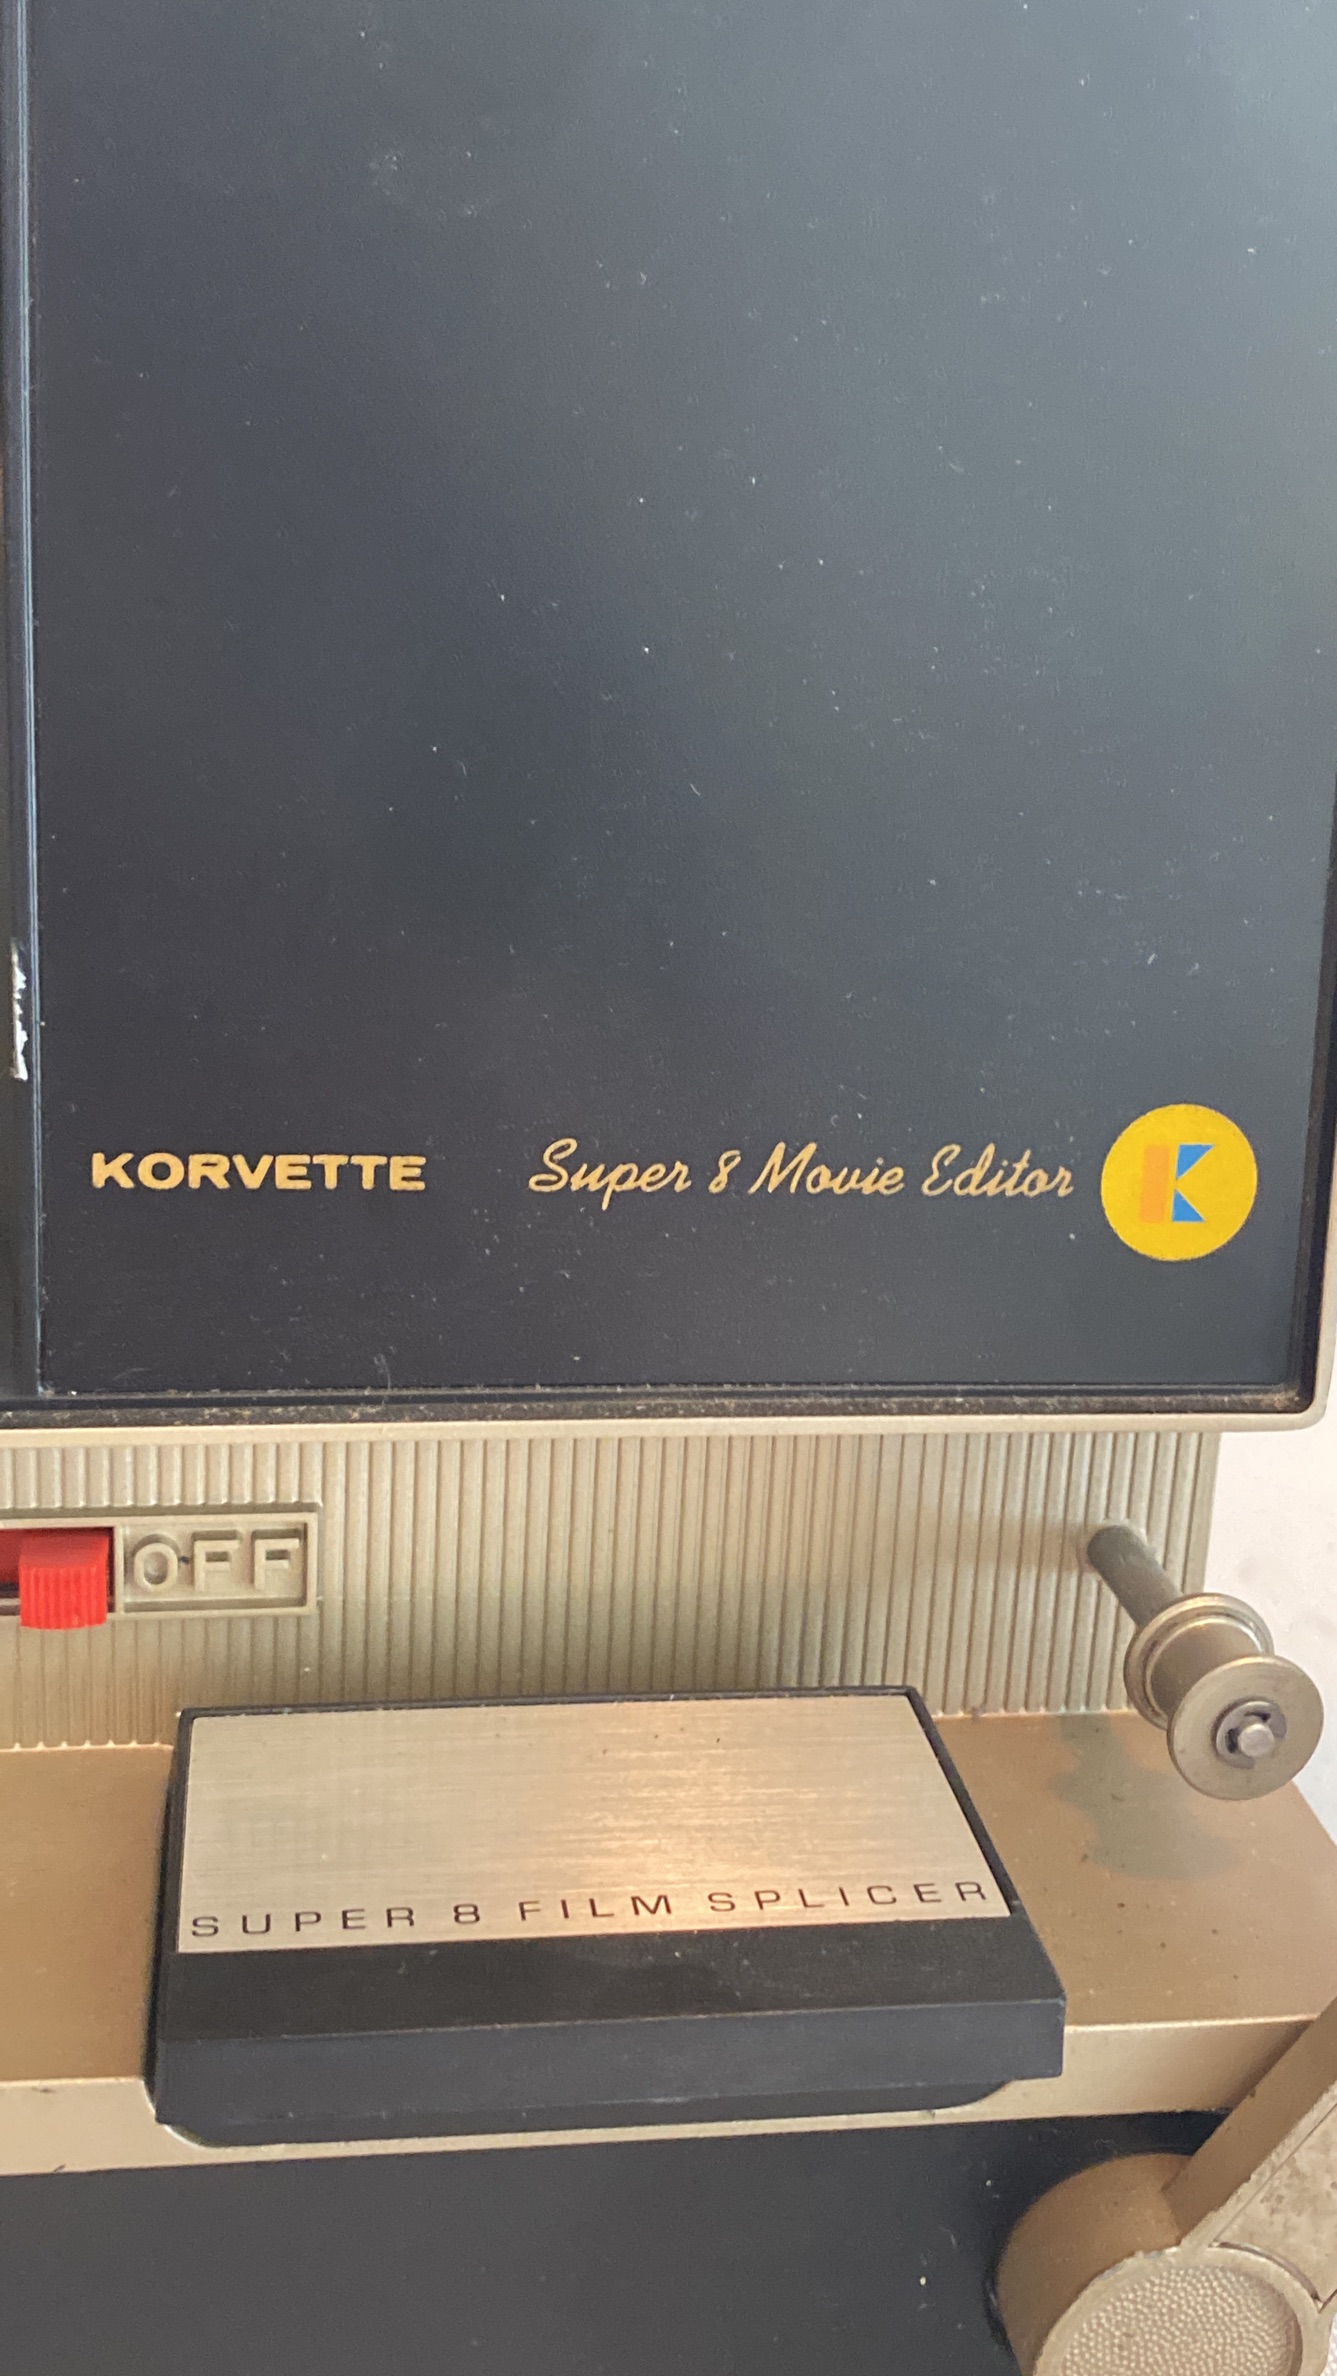 KORVETTE Super 8 Movie Editor K
OFF
SUPER 8 FILM SPLICER